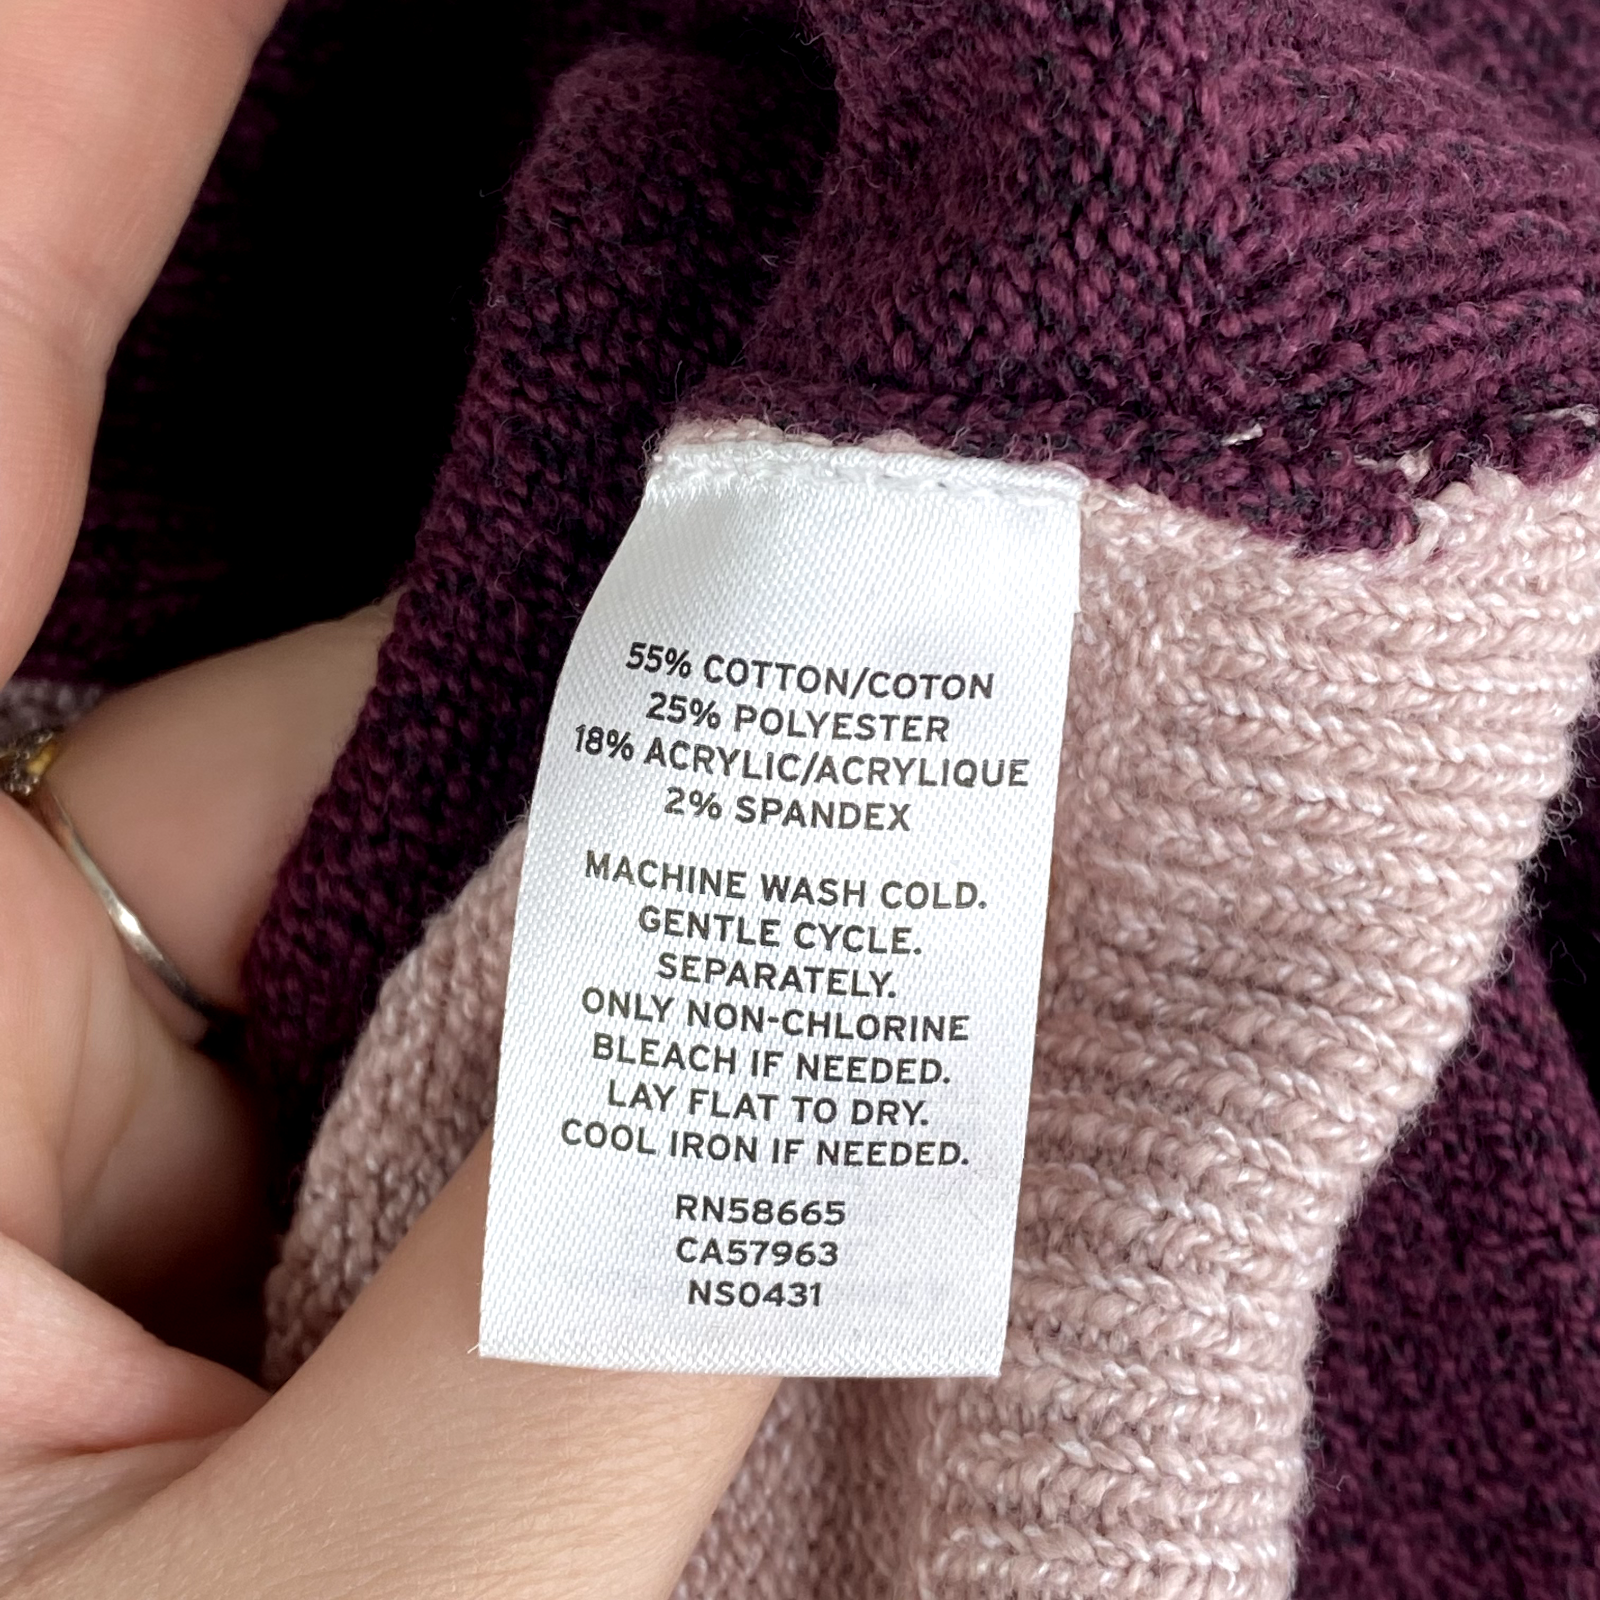 55% COTTON/COTON
25% POLYESTER
18% ACRYLIC/ACRYLIQUE
2% SPANDEX
MACHINE WASH COLD.
GENTLE CYCLE.
SEPARATELY.
ONLY NON-CHLORINE
BLEACH IF NEEDED.
LAY FLAT TO DRY.
COOL IRON IF NEEDED.
RN58665
CA57963
NS0431